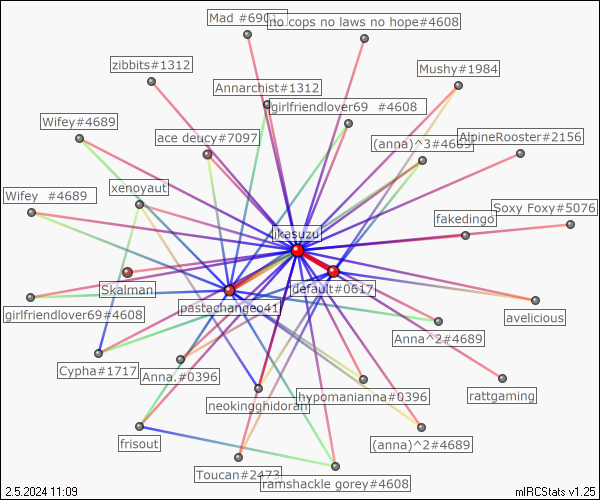 Mad #6901
no cops no laws no hope#4608
zibbits#1312
Mushy#1984
Annarchist#1312
girlfriendlover69 #4608
Wifey#4689
ace deucy#7097
(anna)^3#4689
AlpineRooster#2156
xenoyaut
Wifey #4689
Soxy Foxy#5076
fakedingo
jkasuzu
Skalman
default#0617
pastachangeo41
girlfriendlover69#4608
avelicious
Anna^2#4689
Cypha#1717
Anna.#0396
hypomanianna#0396
rattgaming
neokingghidoran
frisout
(anna)^2#4689
Toucan#2473
ramshackle gorey#4608
2.5.2024 11:09
mIRCStats v1.25